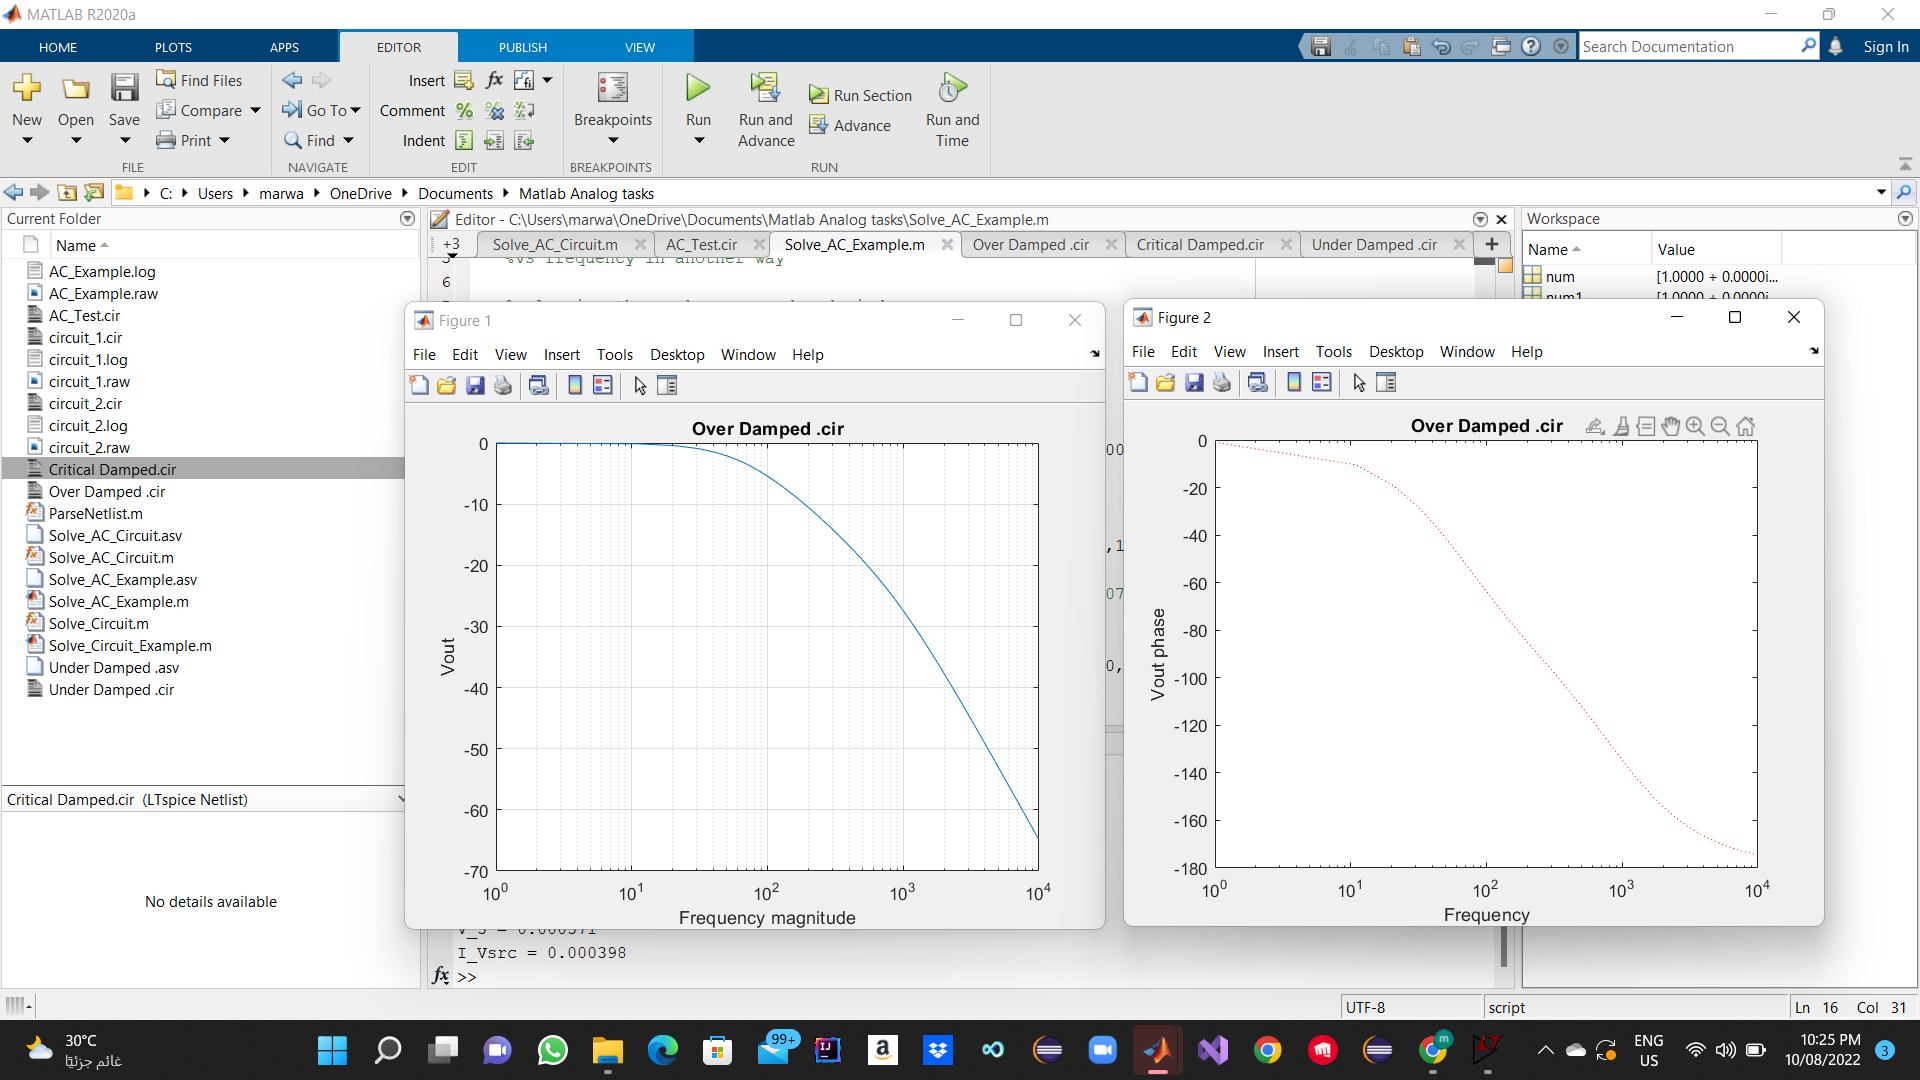 MATLAB R2020a
HOME PLOTS APPS EDITOR PUBLISH VIEW
Search Documentation
Sign In
New
Open
Save
Find Files
Compare
Print
FILE
Go To
Find
NAVIGATE
Insert
Comment
Indent
EDIT
Breakpoints
BREAKPOINTS
Run
Run and Advance
Run Section
Advance
Run and Time
RUN
C: Users marwa OneDrive Documents Matlab Analog tasks
Current Folder
Name
AC_Example.log
AC_Example.raw
AC_Test.cir
circuit_1.cir
circuit_1.log
circuit_1.raw
circuit_2.cir
circuit_2.log
circuit_2.raw
Critical Damped.cir
Over Damped .cir
ParseNetlist.m
Solve_AC_Circuit.asv
Solve_AC_Circuit.m
Solve_AC_Example.asv
Solve_AC_Example.m
Solve_Circuit.m
Solve_Circuit_Example.m
Under Damped .asv
Under Damped .cir
Critical Damped.cir (LTspice Netlist)
No details available
Editor - C:\Users\marwa\OneDrive\Documents\Matlab Analog tasks\Solve_AC_Example.m
+3 Solve_AC_Circuit.m AC_Test.cir Solve_AC_Example.m Over Damped .cir Critical Damped.cir Under Damped .cir
5 %vs frequency in another way
6
Workspace
Name Value
num [1.0000 + 0.0000i...
num1 [1.0000 + 0.0000i...
Figure 1
File Edit View Insert Tools Desktop Window Help
Over Damped .cir
0
-10
-20
-30
-40
-50
-60
-70
Vout
10^0 10^1 10^2 10^3 10^4
Frequency magnitude
00
,1
07
0,
Figure 2
File Edit View Insert Tools Desktop Window Help
Over Damped .cir
0
-20
-40
-60
-80
-100
-120
-140
-160
-180
Vout phase
10^0 10^1 10^2 10^3 10^4
Frequency
V_3 = 0.000371
I_Vsrc = 0.000398
fx >>
UTF-8
script
Ln 16 Col 31
30°C
غائم جزئيًا
99+
ENG
US
10:25 PM
10/08/2022
3